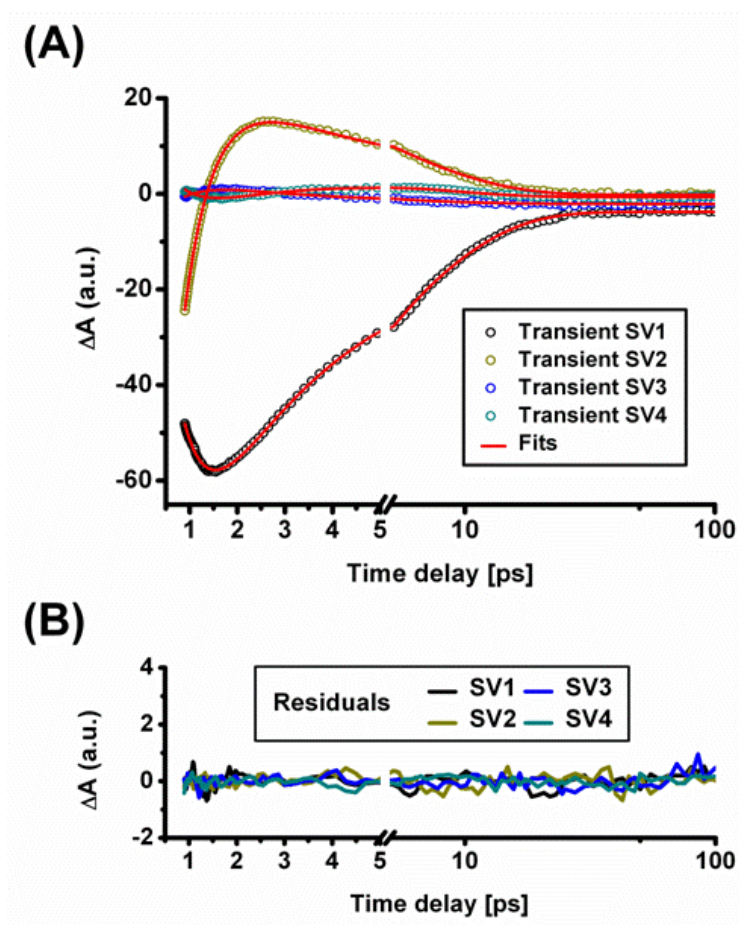 (A)
20
0
-20
-40
-60
ΔA (a.u.)
Transient SV1
Transient SV2
Transient SV3
Transient SV4
Fits
1 2 3 4 5 10 100
Time delay [ps]
(B)
4
2
0
-2
ΔA (a.u.)
Residuals
SV1 SV3
SV2 SV4
1 2 3 4 5 10 100
Time delay [ps]